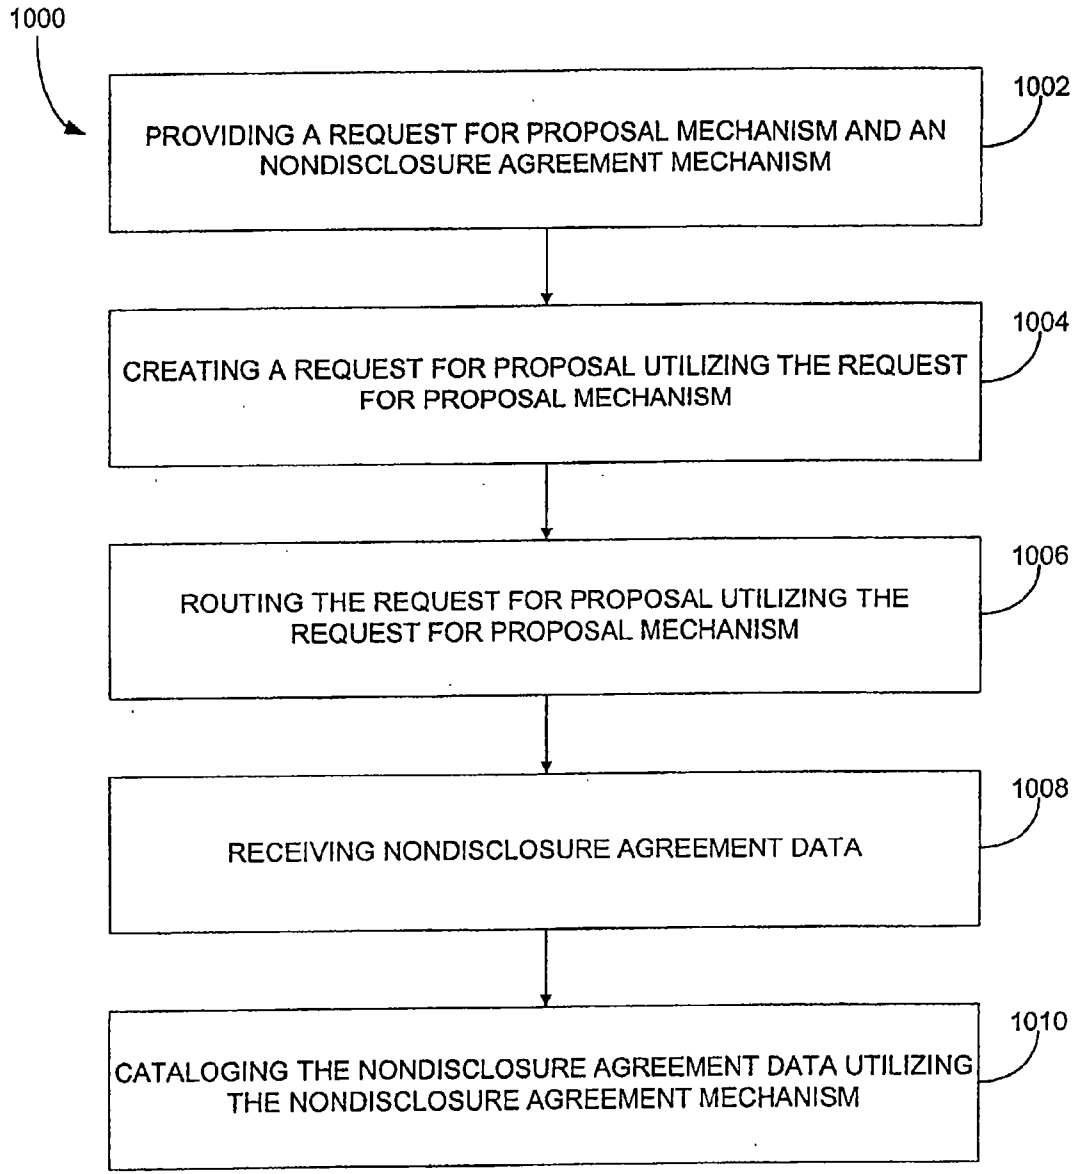 1000
1002
PROVIDING A REQUEST FOR PROPOSAL MECHANISM AND AN
NONDISCLOSURE AGREEMENT MECHANISM
1004
CREATING A REQUEST FOR PROPOSAL UTILIZING THE REQUEST
FOR PROPOSAL MECHANISM
1006
ROUTING THE REQUEST FOR PROPOSAL UTILIZING THE
REQUEST FOR PROPOSAL MECHANISM
1008
RECEIVING NONDISCLOSURE AGREEMENT DATA
1010
CATALOGING THE NONDISCLOSURE AGREEMENT DATA UTILIZING
THE NONDISCLOSURE AGREEMENT MECHANISM